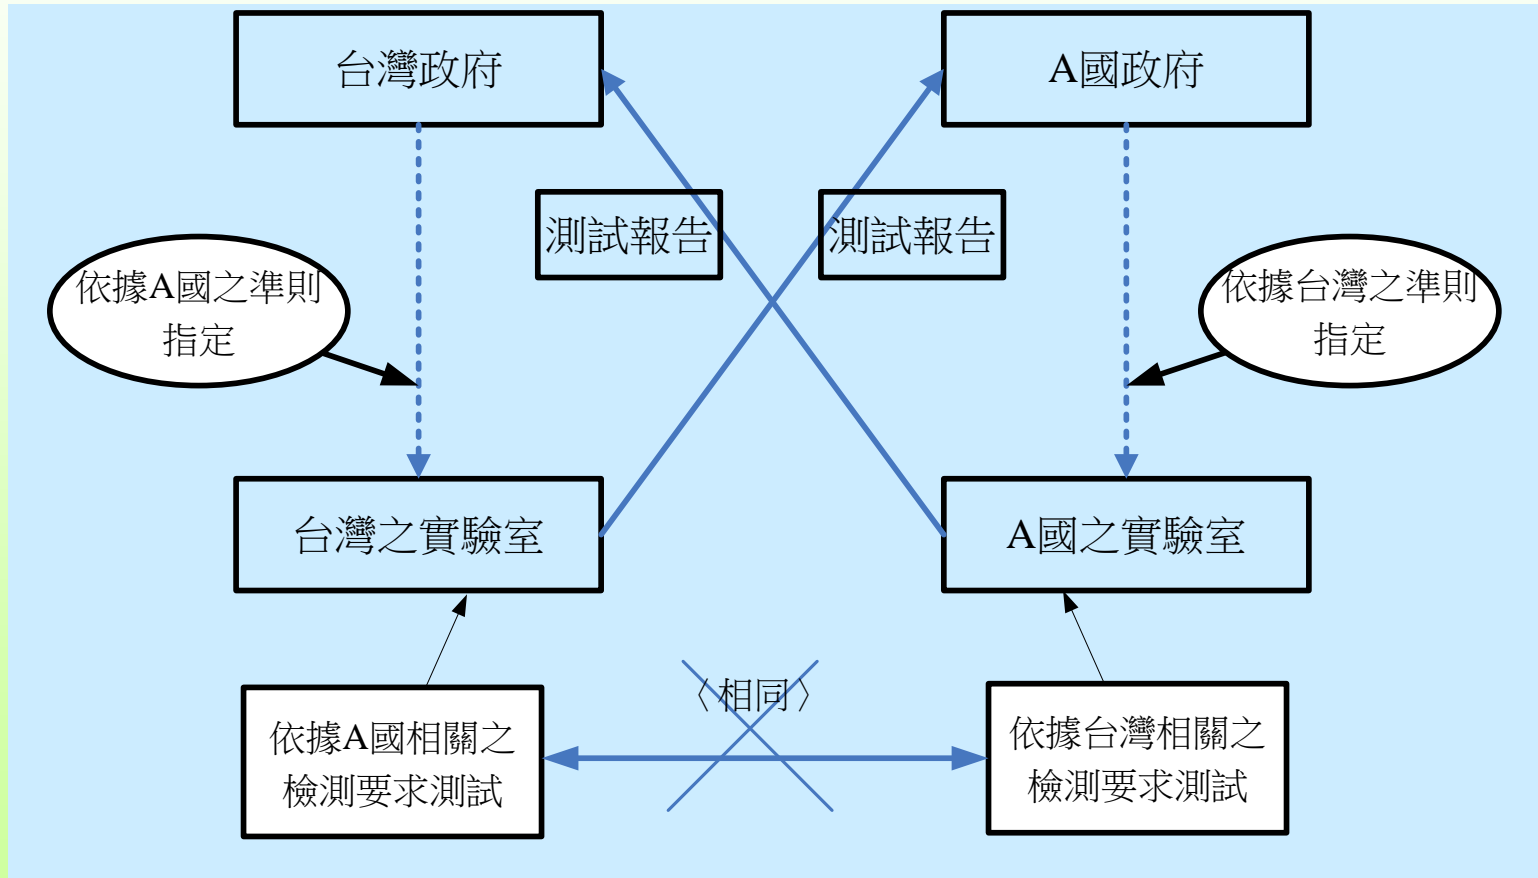 台灣政府
A國政府
測試報告
測試報告
依據A國之準則
指定
依據台灣之準則
指定
台灣之實驗室
A國之實驗室
〈相同〉
依據A國相關之
檢測要求測試
依據台灣相關之
檢測要求測試